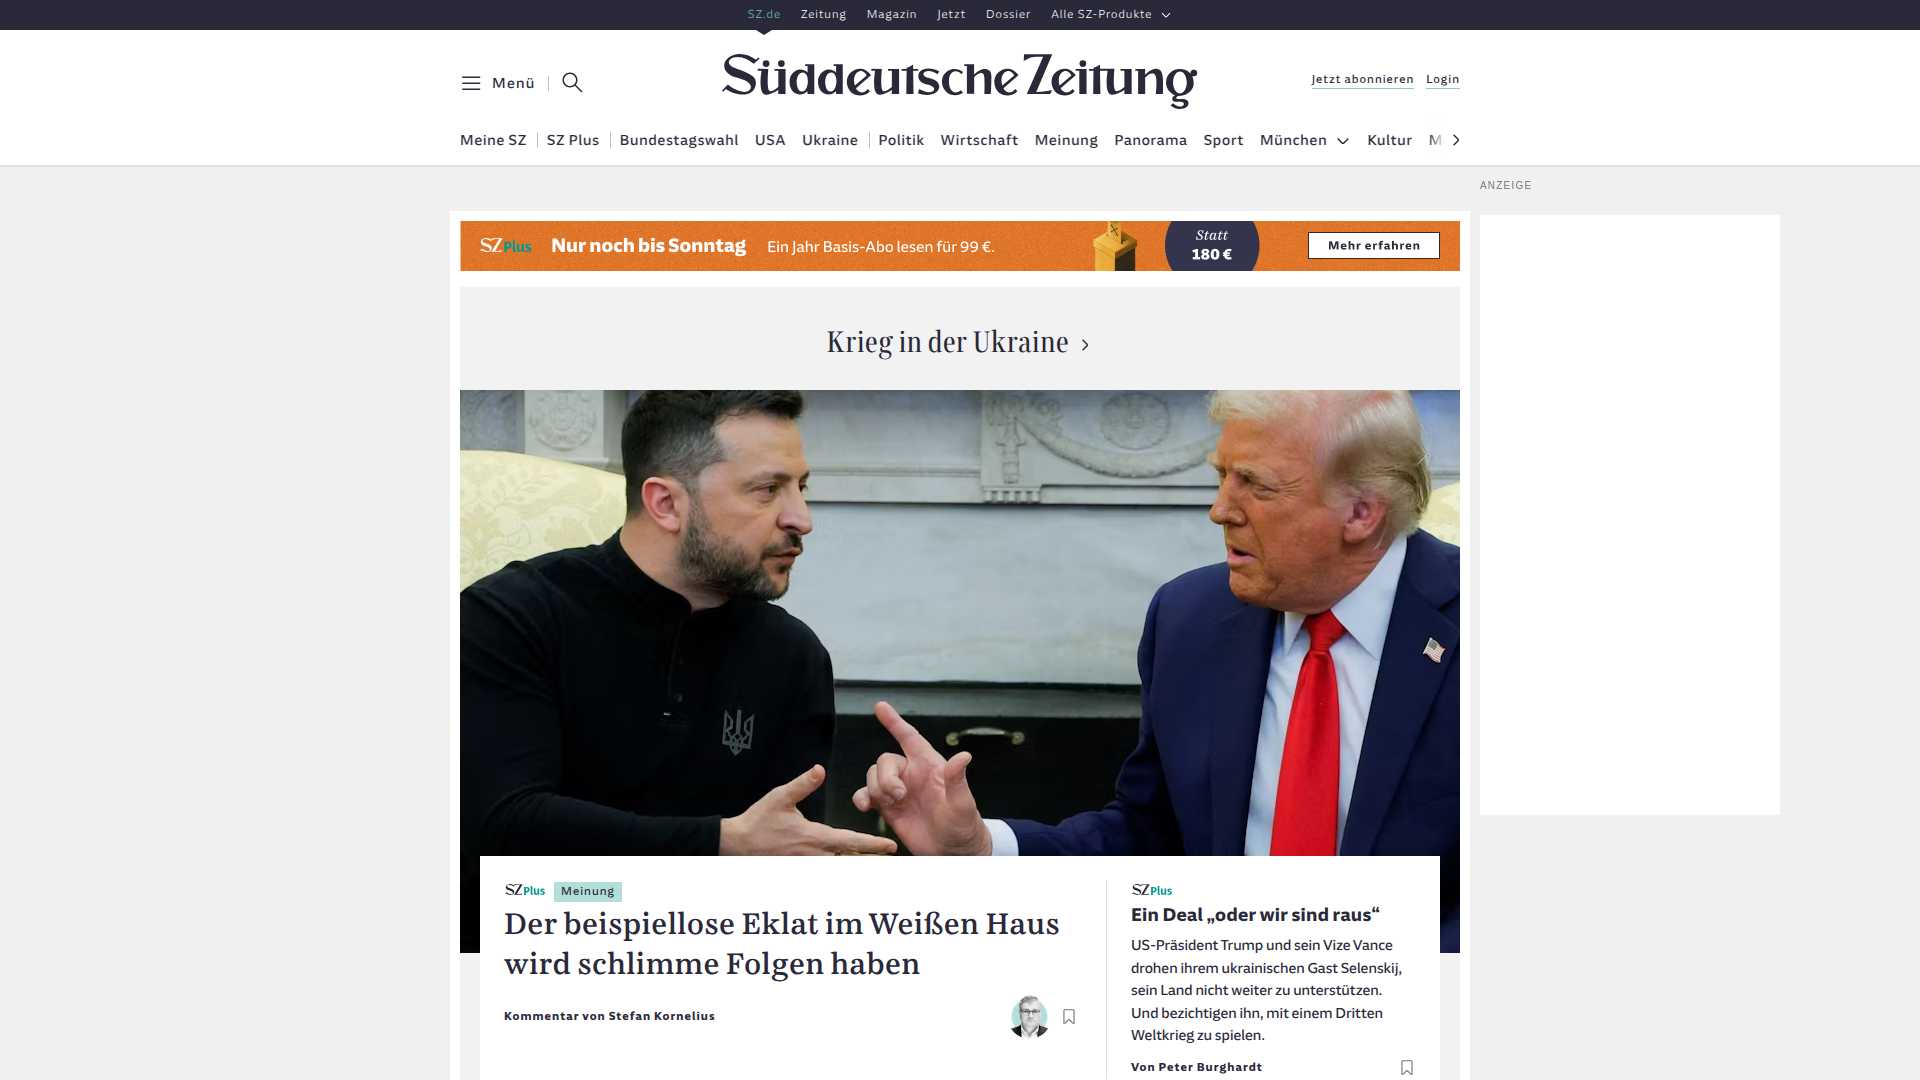 SZ.de Zeitung Magazin Jetzt Dossier Alle SZ-Produkte
Menü
Süddeutsche Zeitung
Jetzt abonnieren Login
Meine SZ SZ Plus Bundestagswahl USA Ukraine Politik Wirtschaft Meinung Panorama Sport München Kultur M
ANZEIGE
SZ Plus Nur noch bis Sonntag Ein Jahr Basis-Abo lesen für 99 €. Statt
180 €
Mehr erfahren
Krieg in der Ukraine
SZ Plus Meinung
Der beispiellose Eklat im Weißen Haus
wird schlimme Folgen haben
Kommentar von Stefan Kornelius
SZ Plus
Ein Deal „oder wir sind raus“
US-Präsident Trump und sein Vize Vance
drohen ihrem ukrainischen Gast Selenskij,
sein Land nicht weiter zu unterstützen.
Und bezichtigen ihn, mit einem Dritten
Weltkrieg zu spielen.
Von Peter Burghardt